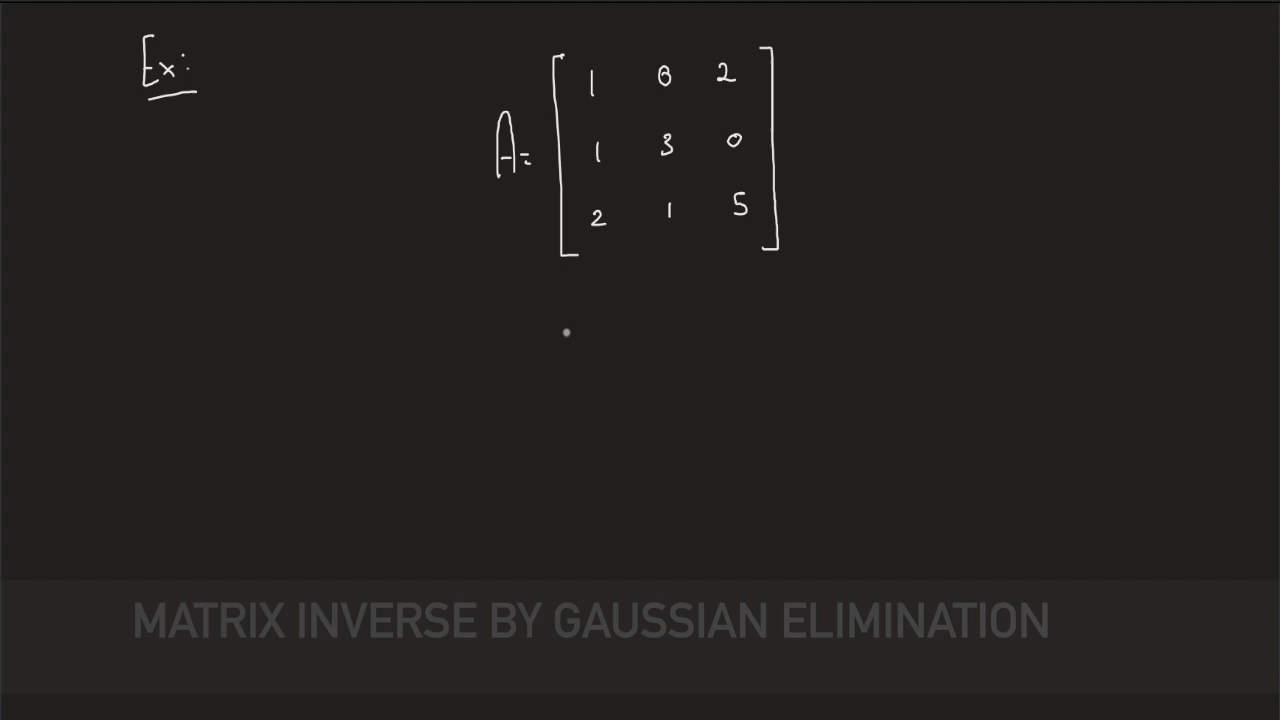 Ex:
A= [ 1 0 2
1 3 0
2 1 5 ]
MATRIX INVERSE BY GAUSSIAN ELIMINATION